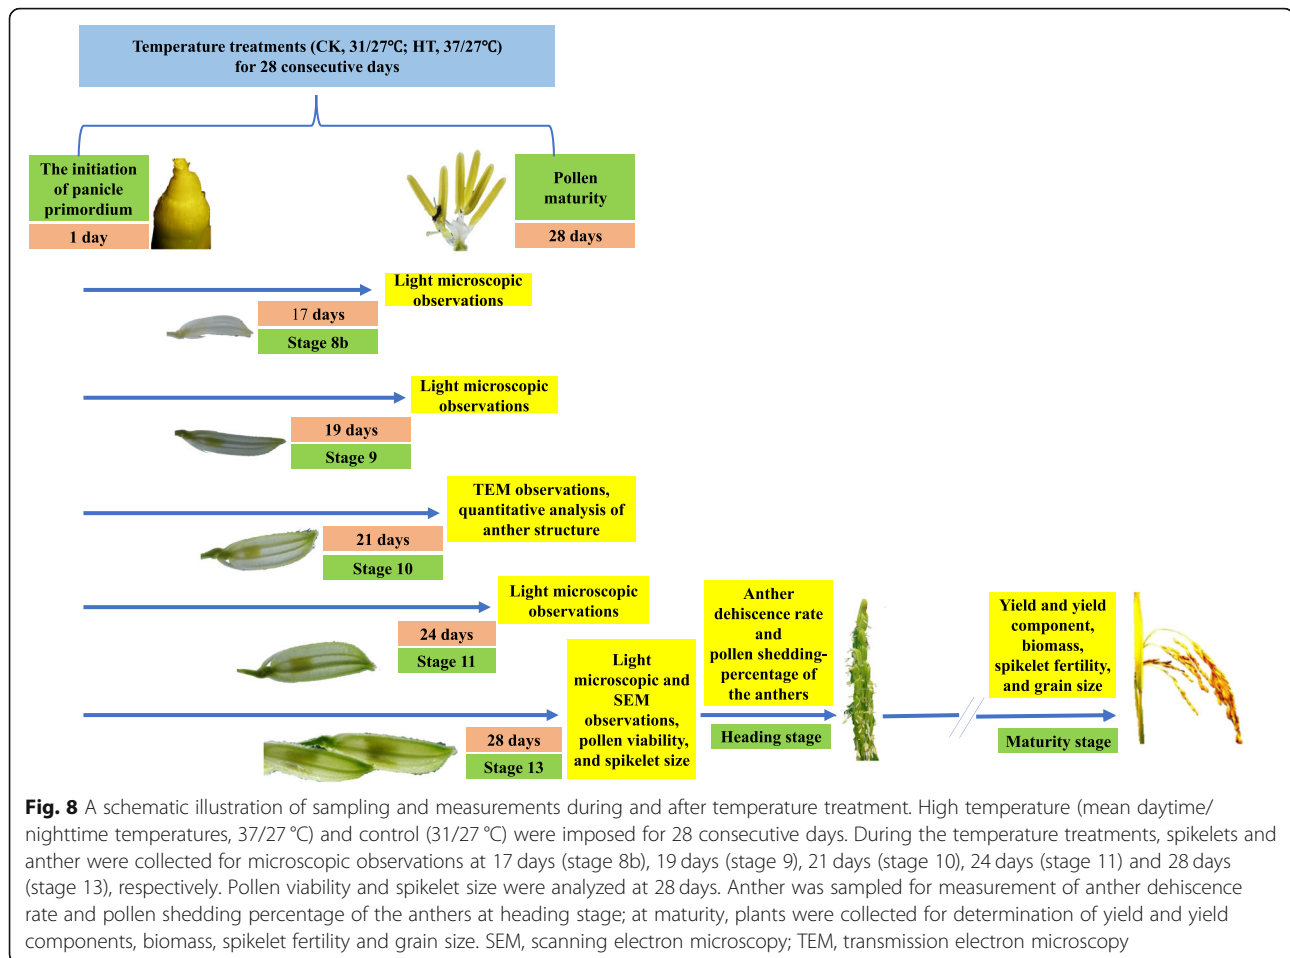 Temperature treatments (CK, 31/27℃; HT, 37/27℃)
for 28 consecutive days
The initiation
of panicle
primordium
1 day
Pollen
maturity
28 days
Light microscopic
observations
17 days
Stage 8b
Light microscopic
observations
19 days
Stage 9
TEM observations,
quantitative analysis of
anther structure
21 days
Stage 10
Light microscopic
observations
24 days
Stage 11
Light
microscopic and
SEM
observations,
pollen viability,
and spikelet size
28 days
Stage 13
Anther
dehiscence rate
and
pollen shedding-
percentage of
the anthers
Heading stage
Yield and yield
component,
biomass,
spikelet fertility,
and grain size
Maturity stage
Fig. 8 A schematic illustration of sampling and measurements during and after temperature treatment. High temperature (mean daytime/
nighttime temperatures, 37/27 °C) and control (31/27 °C) were imposed for 28 consecutive days. During the temperature treatments, spikelets and
anther were collected for microscopic observations at 17 days (stage 8b), 19 days (stage 9), 21 days (stage 10), 24 days (stage 11) and 28 days
(stage 13), respectively. Pollen viability and spikelet size were analyzed at 28 days. Anther was sampled for measurement of anther dehiscence
rate and pollen shedding percentage of the anthers at heading stage; at maturity, plants were collected for determination of yield and yield
components, biomass, spikelet fertility and grain size. SEM, scanning electron microscopy; TEM, transmission electron microscopy